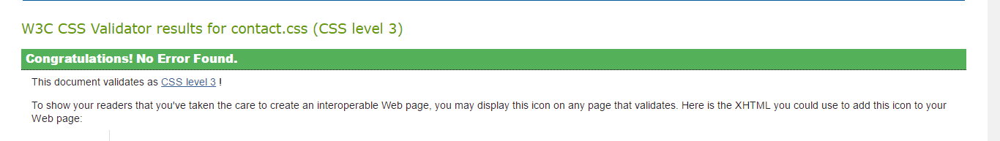 W3C CSS Validator results for contact.css (CSS level 3)
Congratulations! No Error Found.
This document validates as CSS level 3 !
To show your readers that you've taken the care to create an interoperable Web page, you may display this icon on any page that validates. Here is the XHTML you could use to add this icon to your
Web page: